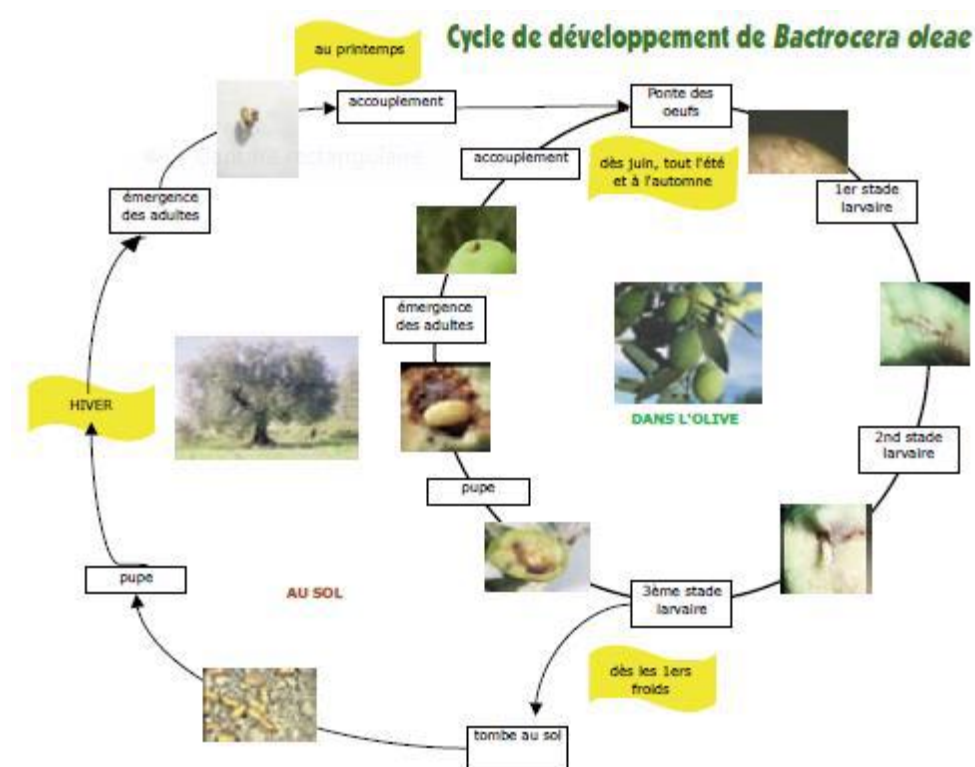 Cycle de développement de Bactrocera oleae
au printemps
accouplement
Ponte des
oeufs
accouplement
dès juin, tout l'été
et à l'automne
1er stade
larvaire
émergence
des adultes
émergence
des adultes
HIVER
DANS L'OLIVE
2nd stade
larvaire
pupe
pupe
AU SOL
3ème stade
larvaire
dès les 1ers
froids
tombe au sol